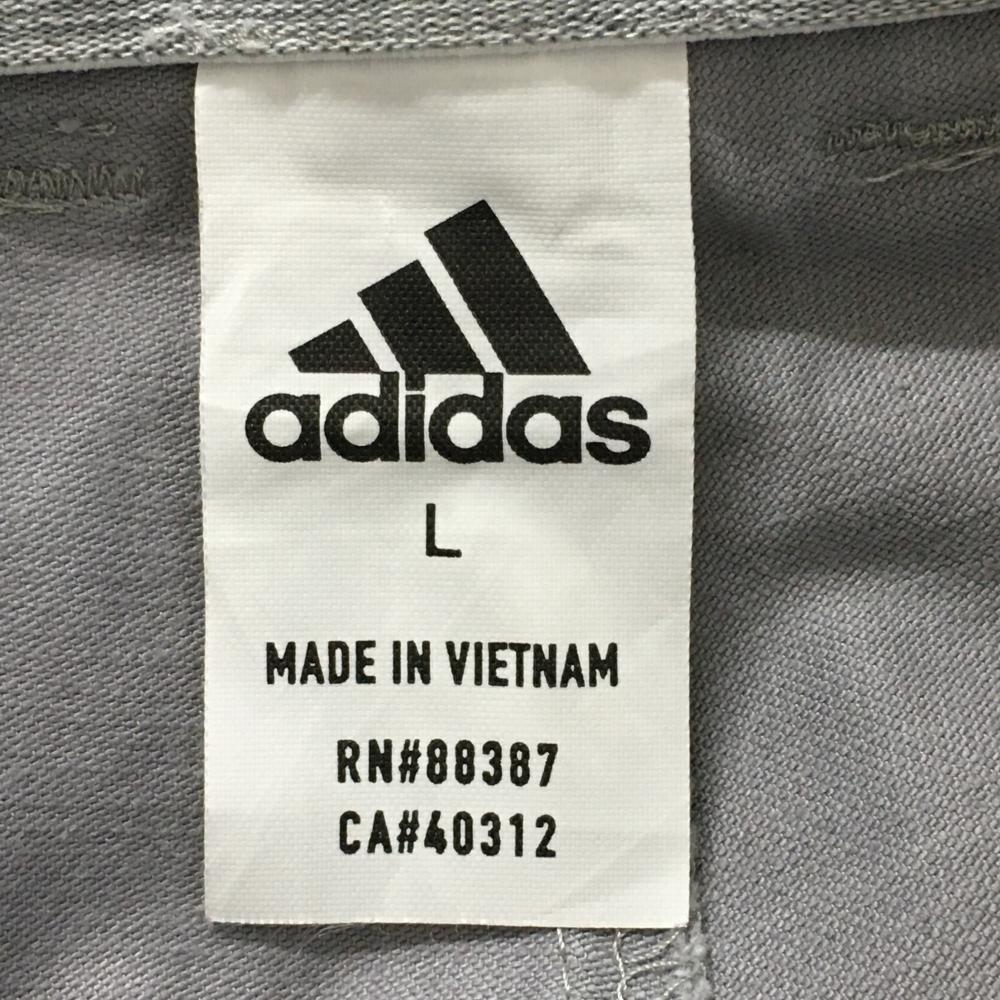 adidas
L
MADE IN VIETNAM
RN#88387
CA#40312